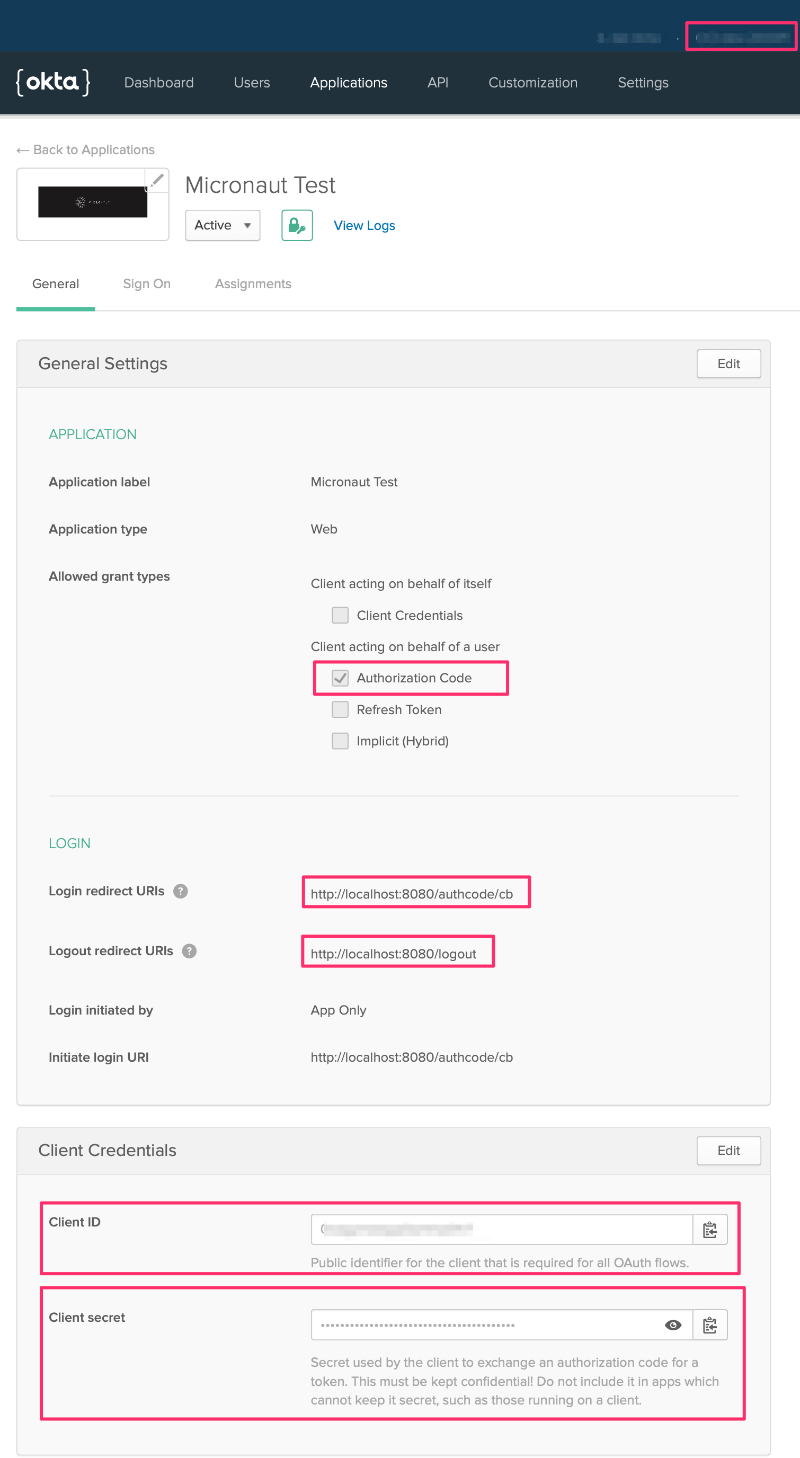 {okta}
Dashboard Users Applications API Customization Settings
← Back to Applications
Micronaut Test
Active
View Logs
General Sign On Assignments
General Settings Edit
APPLICATION
Application label Micronaut Test
Application type Web
Allowed grant types
Client acting on behalf of itself
Client Credentials
Client acting on behalf of a user
Authorization Code
Refresh Token
Implicit (Hybrid)
LOGIN
Login redirect URIs ? http://localhost:8080/authcode/cb
Logout redirect URIs ? http://localhost:8080/logout
Login initiated by App Only
Initiate login URI http://localhost:8080/authcode/cb
Client Credentials Edit
Client ID
Public identifier for the client that is required for all OAuth flows.
Client secret
Secret used by the client to exchange an authorization code for a
token. This must be kept confidential! Do not include it in apps which
cannot keep it secret, such as those running on a client.